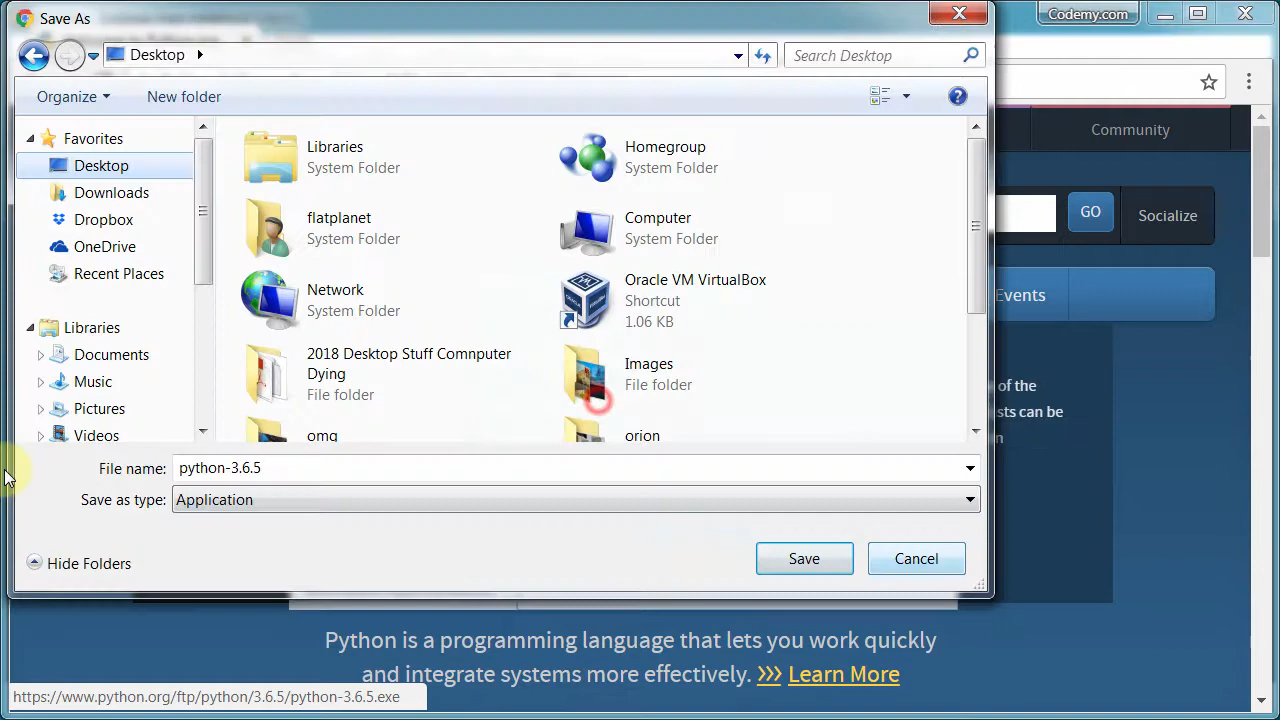 Save As
Codemy.com
Desktop
Search Desktop
Organize
New folder
Favorites
Desktop
Downloads
Dropbox
OneDrive
Recent Places
Libraries
Documents
Music
Pictures
Videos
Libraries
System Folder
Homegroup
System Folder
flatplanet
System Folder
Computer
System Folder
Network
System Folder
Oracle VM VirtualBox
Shortcut
1.06 KB
2018 Desktop Stuff Comnputer
Dying
File folder
Images
File folder
omg
orion
File name: python-3.6.5
Save as type: Application
Hide Folders
Save
Cancel
Community
GO
Socialize
Events
of the
sts can be
n
Python is a programming language that lets you work quickly
and integrate systems more effectively. >>> Learn More
https://www.python.org/ftp/python/3.6.5/python-3.6.5.exe